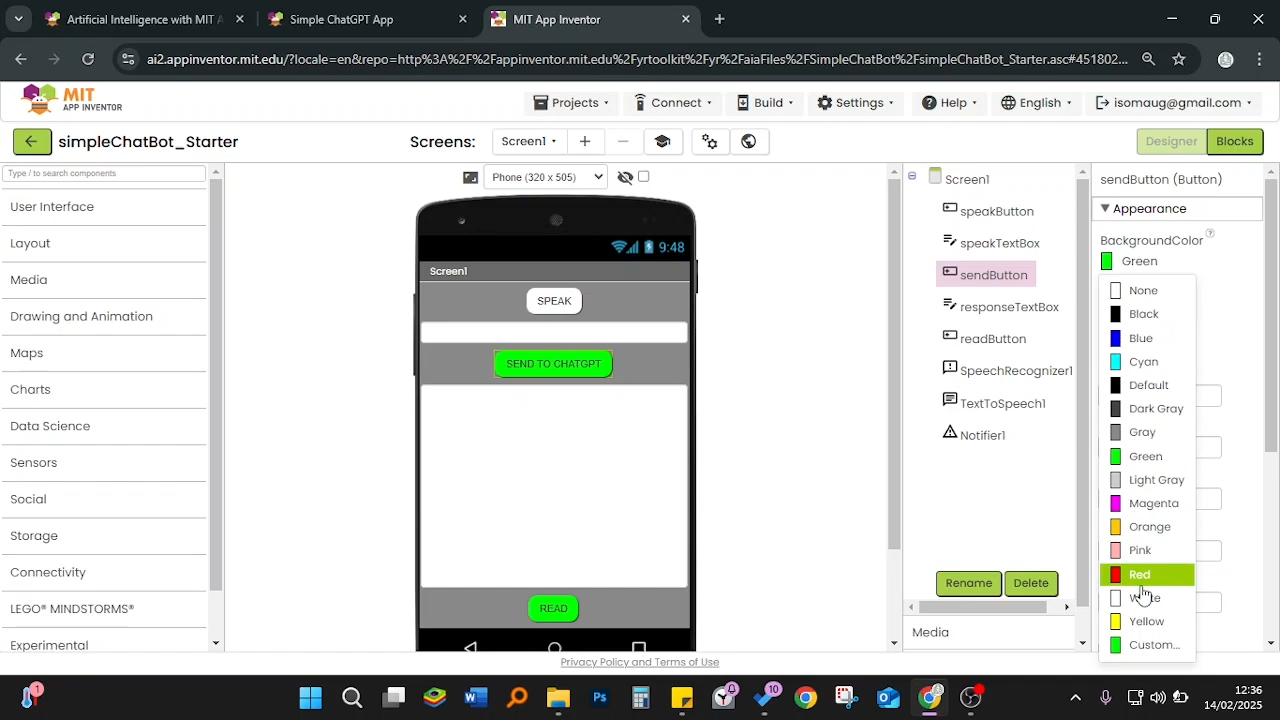 Artificial Intelligence with MIT A
Simple ChatGPT App
MIT App Inventor
ai2.appinventor.mit.edu/?locale=en&repo=http%3A%2F%2Fappinventor.mit.edu%2Fyrtoolkit%2Fyr%2FaiaFiles%2FSimpleChatBot%2FsimpleChatBot_Starter.asc#451802...
MIT
APP INVENTOR
Projects
Connect
Build
Settings
Help
English
isomaug@gmail.com
simpleChatBot_Starter
Screens:
Screen1
Designer
Blocks
Type / to search components
User Interface
Layout
Media
Drawing and Animation
Maps
Charts
Data Science
Sensors
Social
Storage
Connectivity
LEGO® MINDSTORMS®
Experimental
Phone (320 x 505)
9:48
Screen1
SPEAK
SEND TO CHATGPT
READ
Screen1
speakButton
speakTextBox
sendButton
responseTextBox
readButton
SpeechRecognizer1
TextToSpeech1
Notifier1
Rename
Delete
Media
sendButton (Button)
Appearance
BackgroundColor
?
Green
None
Black
Blue
Cyan
Default
Dark Gray
Gray
Green
Light Gray
Magenta
Orange
Pink
Red
White
Yellow
Custom...
Privacy Policy and Terms of Use
1
10
12:36
14/02/2025